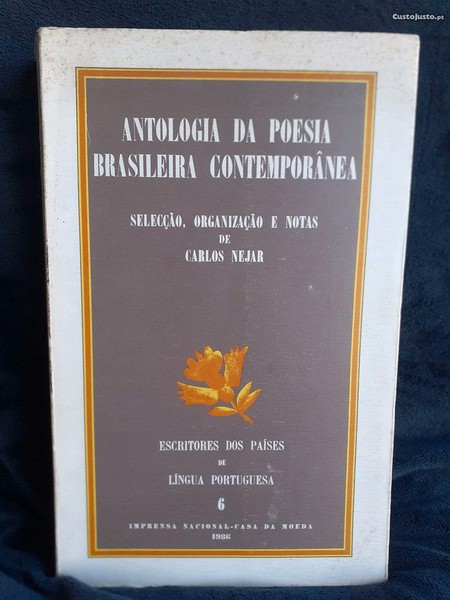 CustoJusto.pt
ANTOLOGIA DA POESIA
BRASILEIRA CONTEMPORÂNEA
SELECÇÃO, ORGANIZAÇÃO E NOTAS
DE
CARLOS NEJAR
ESCRITORES DOS PAÍSES
DE
LÍNGUA PORTUGUESA
6
IMPRENSA NACIONAL-CASA DA MOEDA
1986